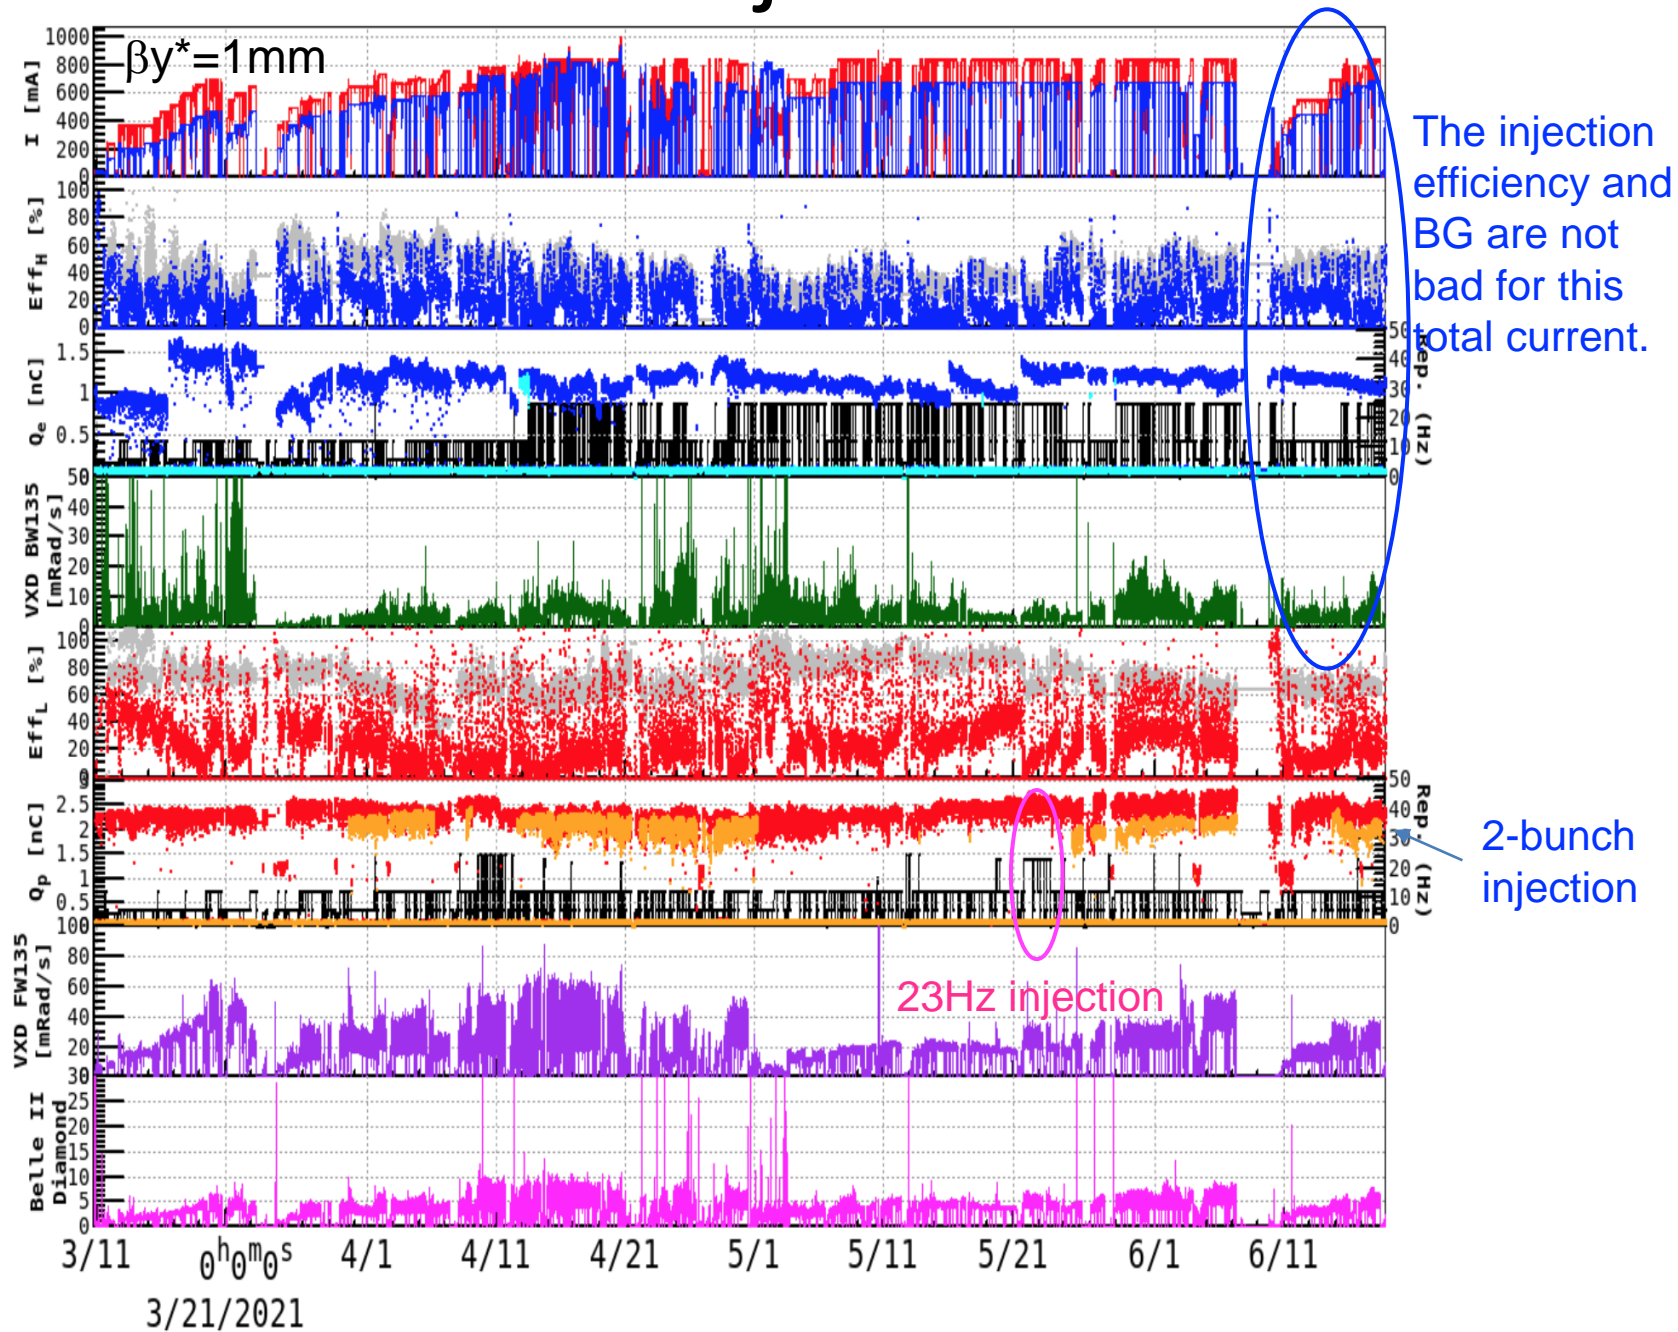 j
βy*=1mm
I [mA]
1000
800
600
400
200
0
The injection
efficiency and
BG are not
bad for this
total current.
Eff_H [%]
100
80
60
40
20
0
Q_e [nC]
1.5
1
0.5
50
40
30
20
10
0
Rep. (Hz)
VXD BW135
[mRad/s]
50
40
30
20
10
0
Eff_L [%]
100
80
60
40
20
0
Q_p [nC]
2.5
2
1.5
1
0.5
50
40
30
20
10
0
Rep. (Hz)
2-bunch
injection
VXD FW135
[mRad/s]
100
80
60
40
20
23Hz injection
Belle II
Diamond
30
25
20
15
10
5
0
3/11
0h0m0s
4/1
4/11
4/21
5/1
5/11
5/21
6/1
6/11
3/21/2021